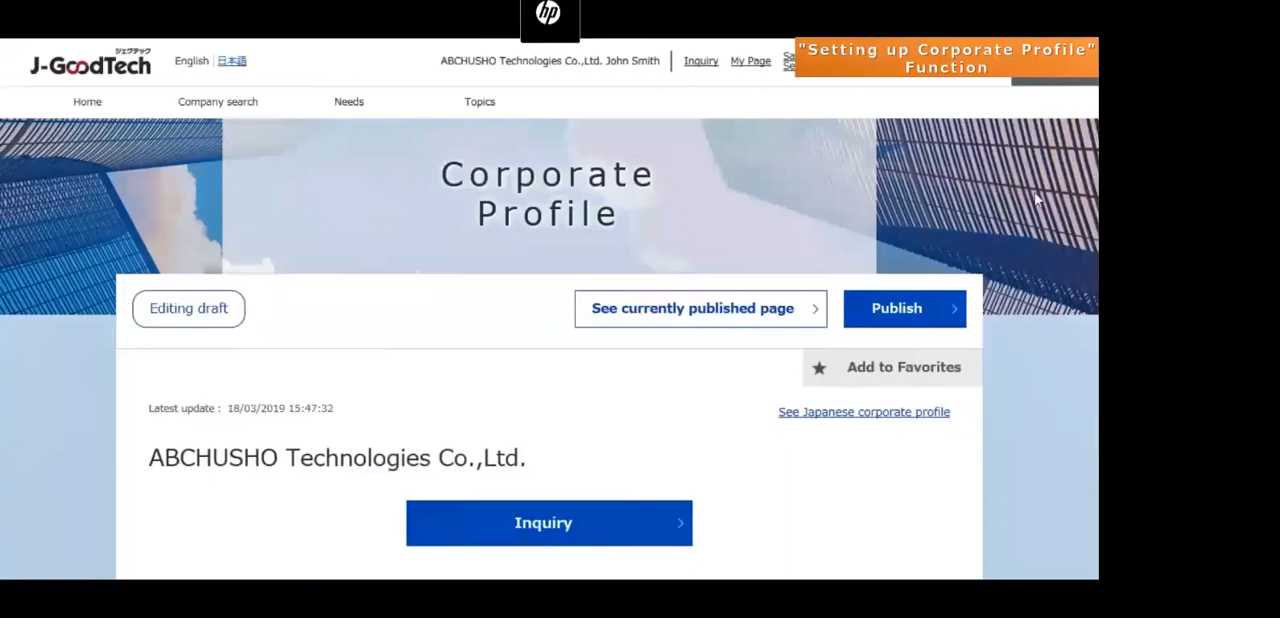 hp
ジェグテック
J-GoodTech
English 日本語
ABCHUSHO Technologies Co.,Ltd. John Smith
Inquiry
My Page
"Setting up Corporate Profile"
Function
Home
Company search
Needs
Topics
Corporate
Profile
Editing draft
See currently published page
Publish
★ Add to Favorites
Latest update : 18/03/2019 15:47:32
See Japanese corporate profile
ABCHUSHO Technologies Co.,Ltd.
Inquiry